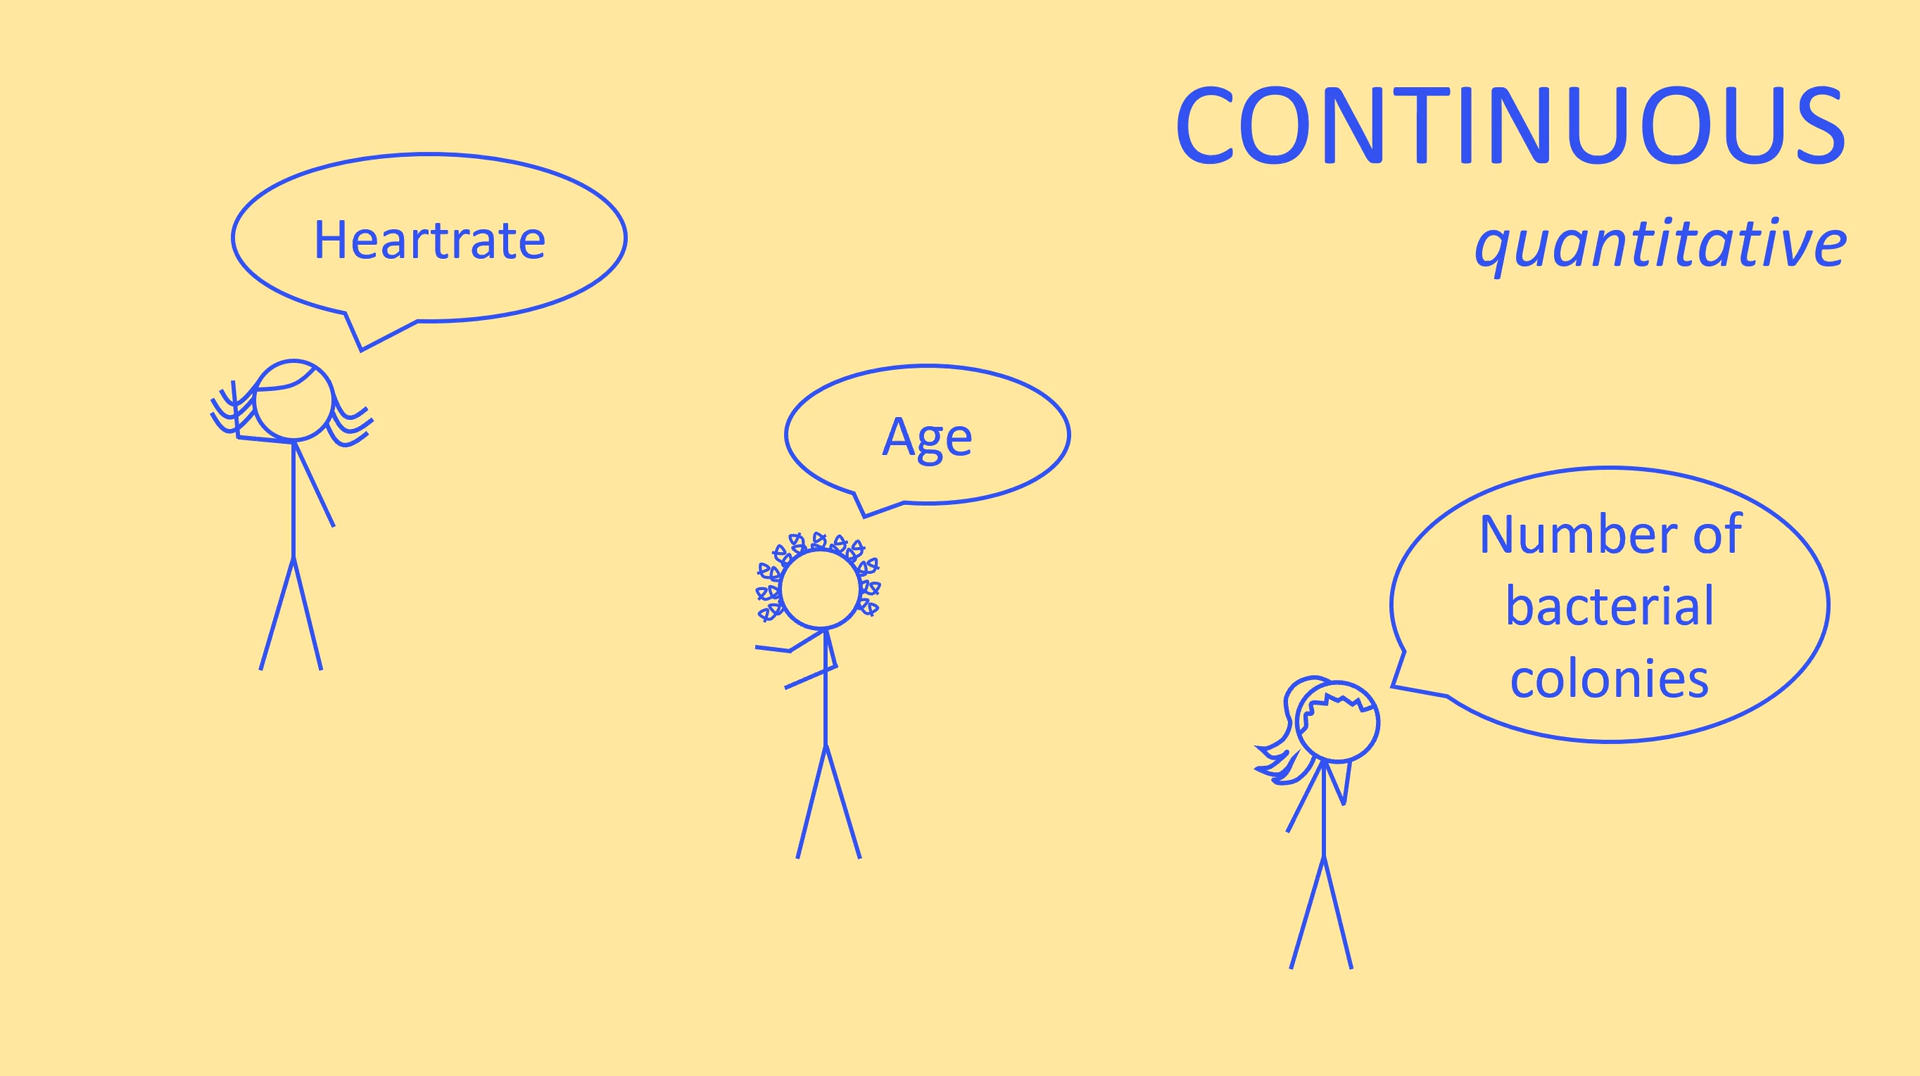 CONTINUOUS
quantitative
Heartrate
Age
Number of
bacterial
colonies